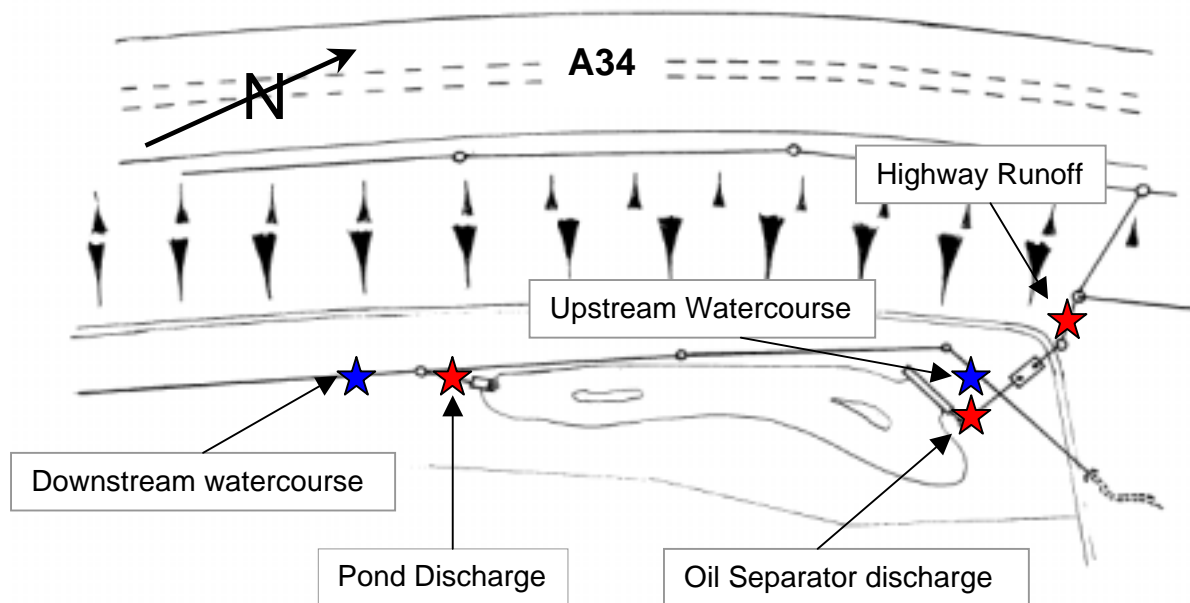 A34
N
Highway Runoff
Upstream Watercourse
Downstream watercourse
Pond Discharge
Oil Separator discharge